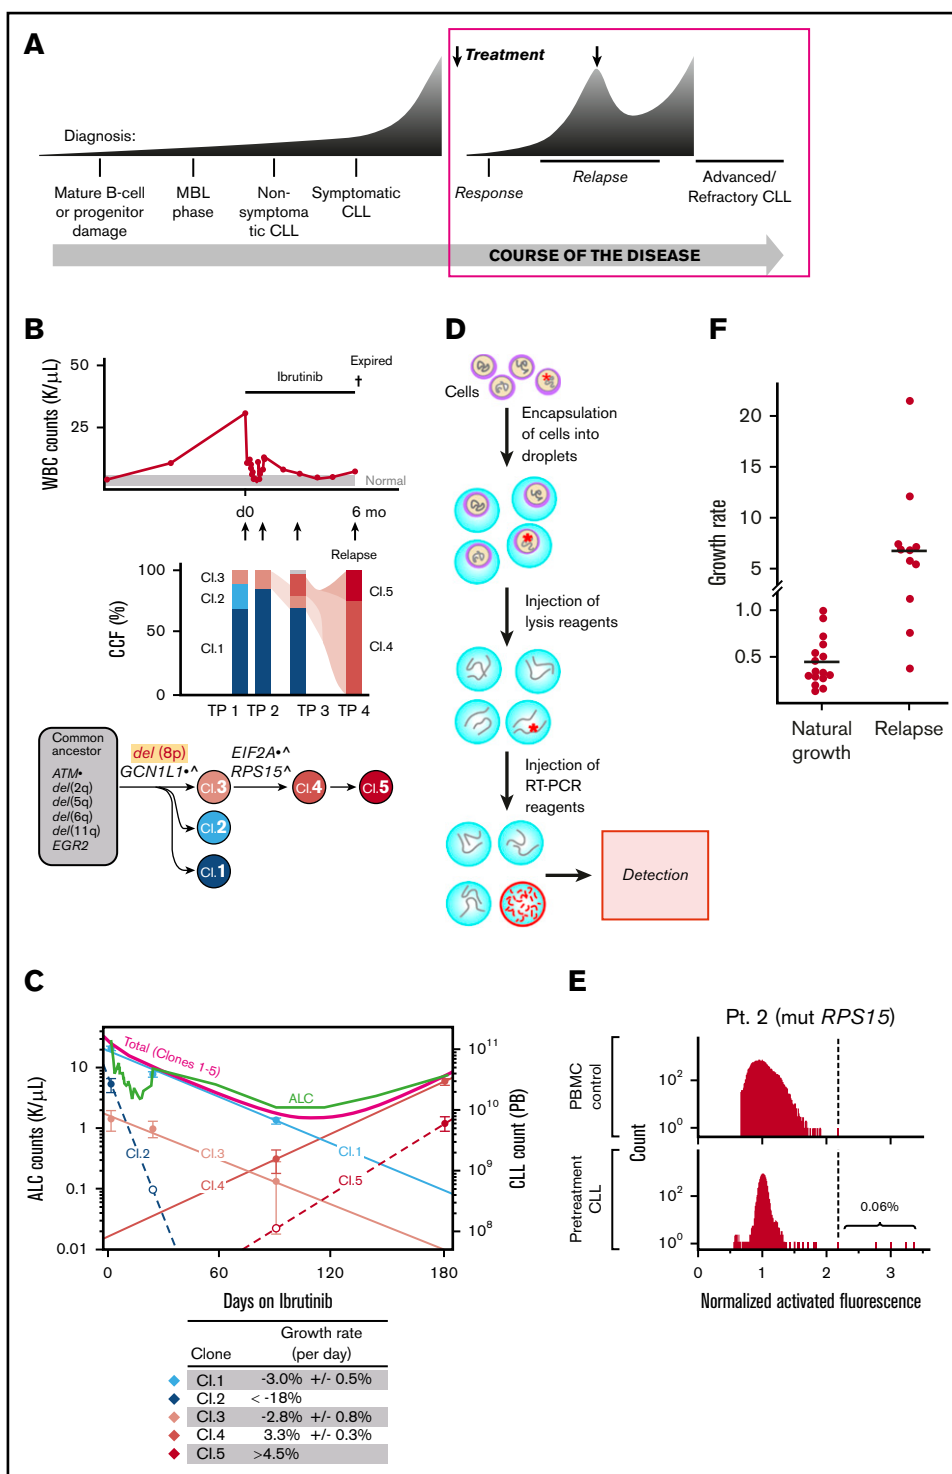 A
Treatment
Diagnosis:
Mature B-cell
or progenitor
damage
MBL
phase
Non-
symptoma
tic CLL
Symptomatic
CLL
Response
Relapse
Advanced/
Refractory CLL
COURSE OF THE DISEASE
B
WBC counts (K/μL)
50
25
Ibrutinib
Expired
†
Normal
d0
6 mo
Relapse
CCF (%)
100
50
0
Cl.3
Cl.2
Cl.1
Cl.5
Cl.4
TP 1
TP 2
TP 3
TP 4
Common
ancestor
ATM•
del(2q)
del(5q)
del(6q)
del(11q)
EGR2
del (8p)
GCN1L1•^
EIF2A•^
RPS15^
Cl.3
Cl.4
Cl.5
Cl.2
Cl.1
D
Cells
*
Encapsulation
of cells into
droplets
*
Injection of
lysis reagents
*
Injection of
RT-PCR
reagents
Detection
F
Growth rate
20
15
10
5
1.0
0.5
Natural
growth
Relapse
C
ALC counts (K/μL)
10
1
0.1
0.01
Total (Clones 1-5)
ALC
Cl.2
Cl.3
Cl.4
Cl.1
Cl.5
10¹¹
10¹⁰
10⁹
10⁸
CLL count (PB)
0
60
120
180
Days on Ibrutinib
Growth rate
Clone (per day)
Cl.1 -3.0% +/- 0.5%
Cl.2 < -18%
Cl.3 -2.8% +/- 0.8%
Cl.4 3.3% +/- 0.3%
Cl.5 >4.5%
E
Pt. 2 (mut RPS15)
PBMC
control
Pretreatment
CLL
Count
10²
10⁰
10²
10⁰
0.06%
0
1
2
3
Normalized activated fluorescence